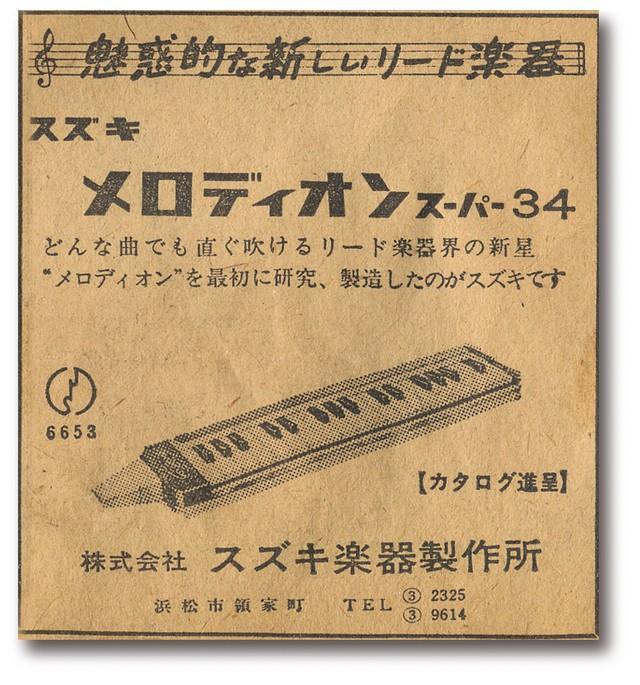 魅惑的な新しいリード楽器
スズキ
メロディオンスーパー34
どんな曲でも直ぐ吹けるリード楽器界の新星
“メロディオン”を最初に研究、製造したのがスズキです
6653
【カタログ進呈】
株式会社 スズキ楽器製作所
浜松市領家町 TEL ③ 2325
③ 9614